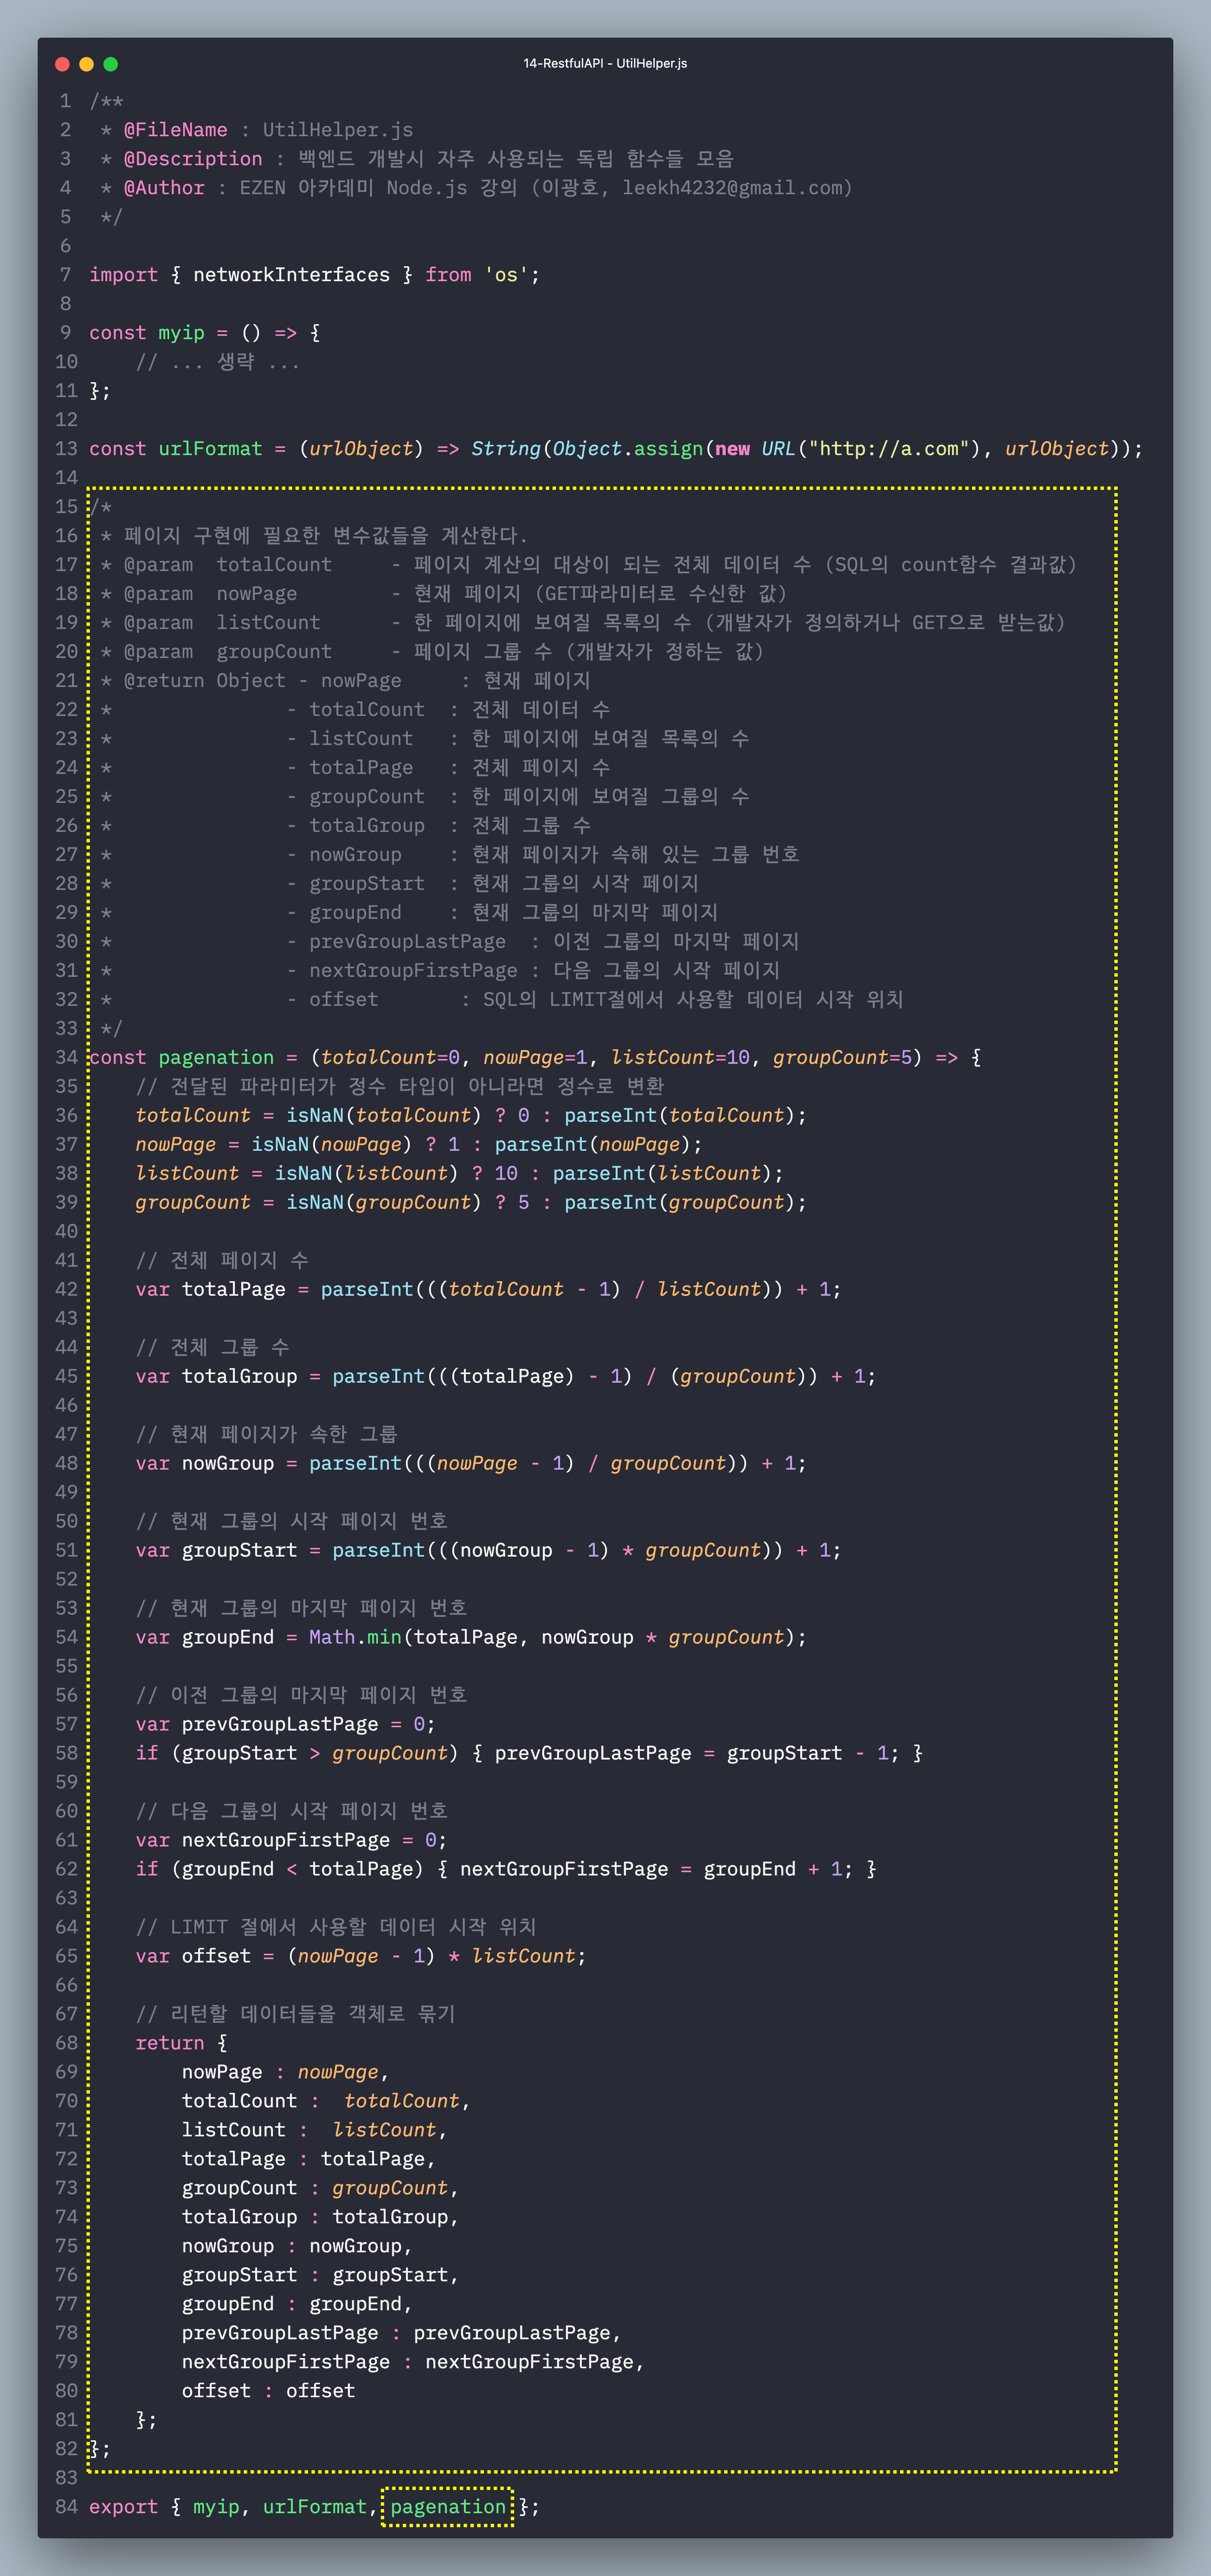 14-RestfulAPI - UtilHelper.js
1 /**
2  * @FileName : UtilHelper.js
3  * @Description : 백엔드 개발시 자주 사용되는 독립 함수들 모음
4  * @Author : EZEN 아카데미 Node.js 강의 (이광호, leekh4232@gmail.com)
5  */
6
7 import { networkInterfaces } from 'os';
8
9 const myip = () => {
10     // ... 생략 ...
11 };
12
13 const urlFormat = (urlObject) => String(Object.assign(new URL("http://a.com"), urlObject));
14
15 /*
16  * 페이지 구현에 필요한 변수값들을 계산한다.
17  * @param  totalCount     - 페이지 계산의 대상이 되는 전체 데이터 수 (SQL의 count함수 결과값)
18  * @param  nowPage        - 현재 페이지 (GET파라미터로 수신한 값)
19  * @param  listCount      - 한 페이지에 보여질 목록의 수 (개발자가 정의하거나 GET으로 받는값)
20  * @param  groupCount     - 페이지 그룹 수 (개발자가 정하는 값)
21  * @return Object - nowPage     : 현재 페이지
22  *               - totalCount  : 전체 데이터 수
23  *               - listCount   : 한 페이지에 보여질 목록의 수
24  *               - totalPage   : 전체 페이지 수
25  *               - groupCount  : 한 페이지에 보여질 그룹의 수
26  *               - totalGroup  : 전체 그룹 수
27  *               - nowGroup    : 현재 페이지가 속해 있는 그룹 번호
28  *               - groupStart  : 현재 그룹의 시작 페이지
29  *               - groupEnd    : 현재 그룹의 마지막 페이지
30  *               - prevGroupLastPage  : 이전 그룹의 마지막 페이지
31  *               - nextGroupFirstPage : 다음 그룹의 시작 페이지
32  *               - offset       : SQL의 LIMIT절에서 사용할 데이터 시작 위치
33  */
34 const pagenation = (totalCount=0, nowPage=1, listCount=10, groupCount=5) => {
35     // 전달된 파라미터가 정수 타입이 아니라면 정수로 변환
36     totalCount = isNaN(totalCount) ? 0 : parseInt(totalCount);
37     nowPage = isNaN(nowPage) ? 1 : parseInt(nowPage);
38     listCount = isNaN(listCount) ? 10 : parseInt(listCount);
39     groupCount = isNaN(groupCount) ? 5 : parseInt(groupCount);
40
41     // 전체 페이지 수
42     var totalPage = parseInt(((totalCount - 1) / listCount)) + 1;
43
44     // 전체 그룹 수
45     var totalGroup = parseInt(((totalPage) - 1) / (groupCount)) + 1;
46
47     // 현재 페이지가 속한 그룹
48     var nowGroup = parseInt(((nowPage - 1) / groupCount)) + 1;
49
50     // 현재 그룹의 시작 페이지 번호
51     var groupStart = parseInt(((nowGroup - 1) * groupCount)) + 1;
52
53     // 현재 그룹의 마지막 페이지 번호
54     var groupEnd = Math.min(totalPage, nowGroup * groupCount);
55
56     // 이전 그룹의 마지막 페이지 번호
57     var prevGroupLastPage = 0;
58     if (groupStart > groupCount) { prevGroupLastPage = groupStart - 1; }
59
60     // 다음 그룹의 시작 페이지 번호
61     var nextGroupFirstPage = 0;
62     if (groupEnd < totalPage) { nextGroupFirstPage = groupEnd + 1; }
63
64     // LIMIT 절에서 사용할 데이터 시작 위치
65     var offset = (nowPage - 1) * listCount;
66
67     // 리턴할 데이터들을 객체로 묶기
68     return {
69         nowPage : nowPage,
70         totalCount :  totalCount,
71         listCount :  listCount,
72         totalPage : totalPage,
73         groupCount : groupCount,
74         totalGroup : totalGroup,
75         nowGroup : nowGroup,
76         groupStart : groupStart,
77         groupEnd : groupEnd,
78         prevGroupLastPage : prevGroupLastPage,
79         nextGroupFirstPage : nextGroupFirstPage,
80         offset : offset
81     };
82 };
83
84 export { myip, urlFormat, pagenation };